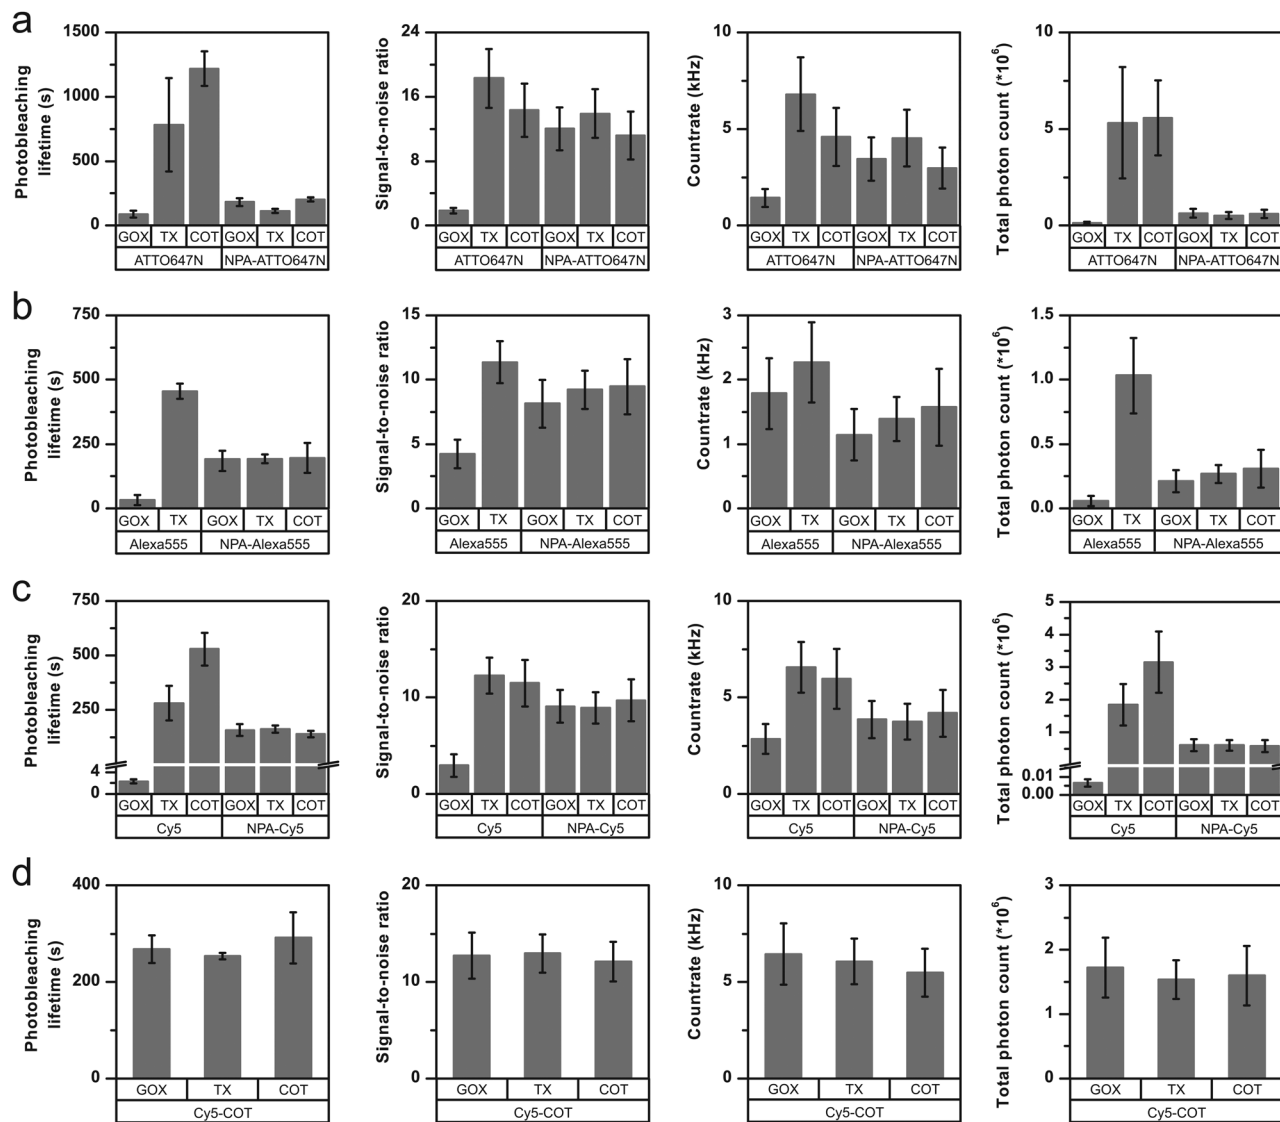 a
Photobleaching
lifetime (s)
1500
1000
500
0
GOX TX COT GOX TX COT
ATTO647N NPA-ATTO647N
Signal-to-noise ratio
24
16
8
0
GOX TX COT GOX TX COT
ATTO647N NPA-ATTO647N
Countrate (kHz)
10
5
0
GOX TX COT GOX TX COT
ATTO647N NPA-ATTO647N
Total photon count (*10⁶)
10
5
0
GOX TX COT GOX TX COT
ATTO647N NPA-ATTO647N
b
Photobleaching
lifetime (s)
750
500
250
0
GOX TX GOX TX COT
Alexa555 NPA-Alexa555
Signal-to-noise ratio
15
10
5
0
GOX TX GOX TX COT
Alexa555 NPA-Alexa555
Countrate (kHz)
3
2
1
0
GOX TX GOX TX COT
Alexa555 NPA-Alexa555
Total photon count (*10⁶)
1.5
1.0
0.5
0.0
GOX TX GOX TX COT
Alexa555 NPA-Alexa555
c
Photobleaching
lifetime (s)
750
500
250
4
0
GOX TX COT GOX TX COT
Cy5 NPA-Cy5
Signal-to-noise ratio
20
10
0
GOX TX COT GOX TX COT
Cy5 NPA-Cy5
Countrate (kHz)
10
5
0
GOX TX COT GOX TX COT
Cy5 NPA-Cy5
Total photon count (*10⁶)
5
4
3
2
1
0.01
0.00
GOX TX COT GOX TX COT
Cy5 NPA-Cy5
d
Photobleaching
lifetime (s)
400
200
0
GOX TX COT
Cy5-COT
Signal-to-noise ratio
20
10
0
GOX TX COT
Cy5-COT
Countrate (kHz)
10
5
0
GOX TX COT
Cy5-COT
Total photon count (*10⁶)
3
2
1
0
GOX TX COT
Cy5-COT